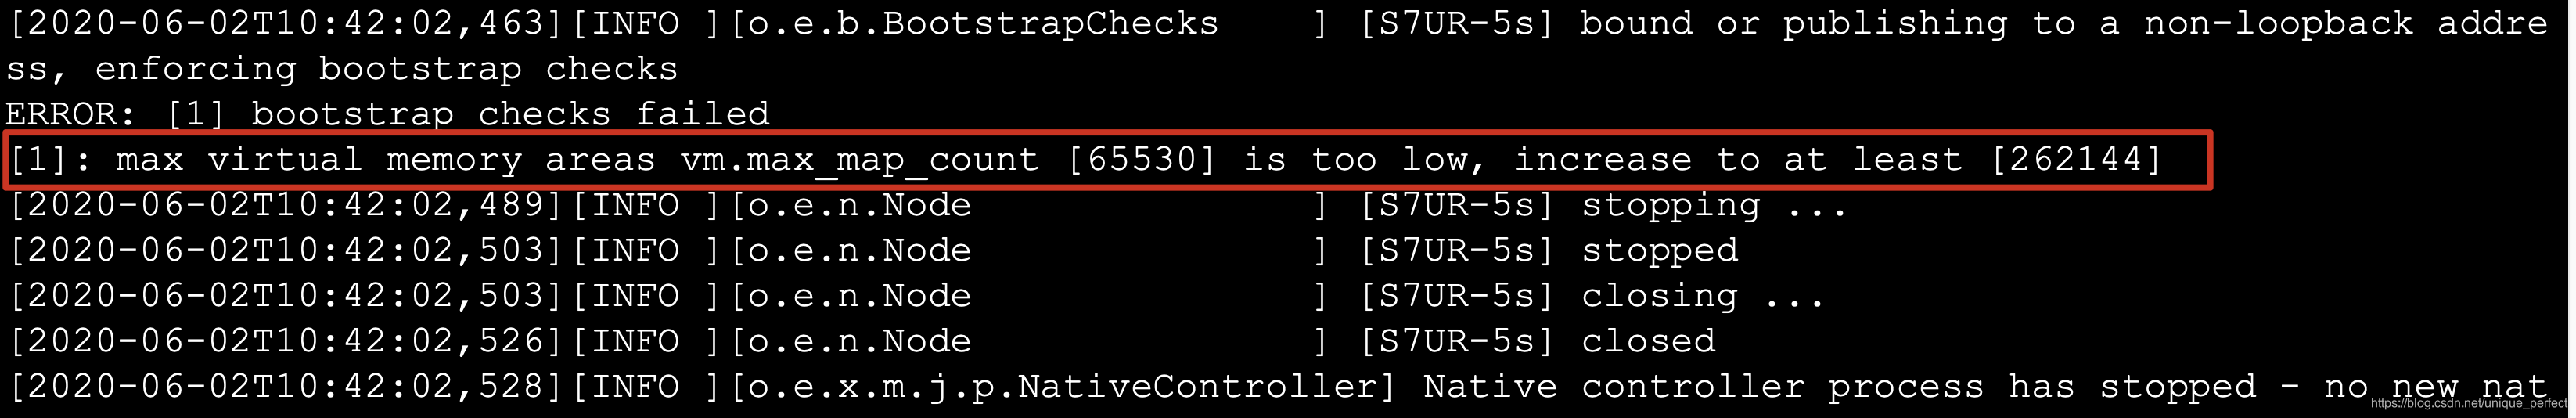 [2020-06-02T10:42:02,463][INFO ][o.e.b.BootstrapChecks    ] [S7UR-5s] bound or publishing to a non-loopback addre
ss, enforcing bootstrap checks
ERROR: [1] bootstrap checks failed
[1]: max virtual memory areas vm.max_map_count [65530] is too low, increase to at least [262144]
[2020-06-02T10:42:02,489][INFO ][o.e.n.Node               ] [S7UR-5s] stopping ...
[2020-06-02T10:42:02,503][INFO ][o.e.n.Node               ] [S7UR-5s] stopped
[2020-06-02T10:42:02,503][INFO ][o.e.n.Node               ] [S7UR-5s] closing ...
[2020-06-02T10:42:02,526][INFO ][o.e.n.Node               ] [S7UR-5s] closed
[2020-06-02T10:42:02,528][INFO ][o.e.x.m.j.p.NativeController] Native controller process has stopped - no new nat
https://blog.csdn.net/unique_perfect